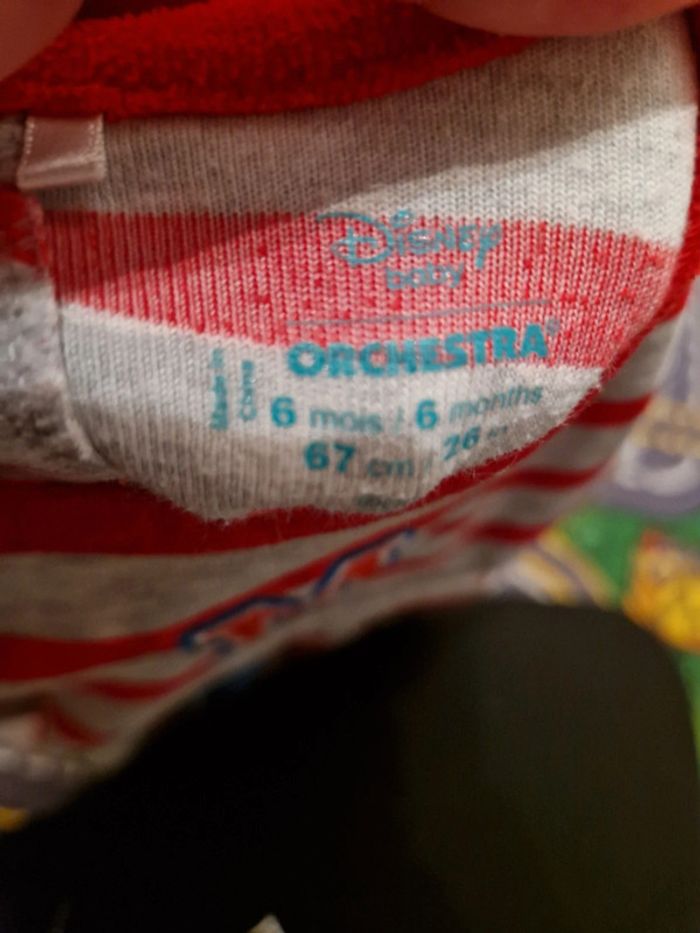 Disney
baby
ORCHESTRA®
Made in
China
6 mois / 6 months
67 cm / 26